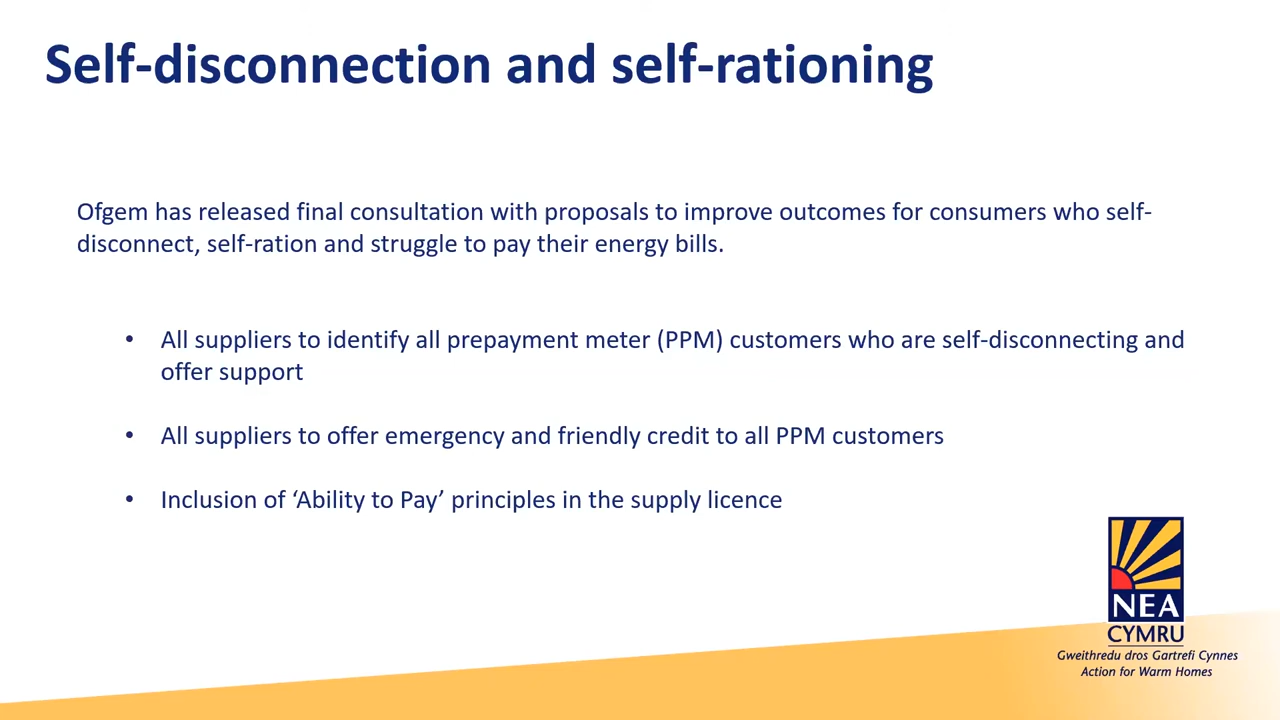 Self-disconnection and self-rationing
Ofgem has released final consultation with proposals to improve outcomes for consumers who self-
disconnect, self-ration and struggle to pay their energy bills.
• All suppliers to identify all prepayment meter (PPM) customers who are self-disconnecting and
offer support
• All suppliers to offer emergency and friendly credit to all PPM customers
• Inclusion of ‘Ability to Pay’ principles in the supply licence
NEA
CYMRU
Gweithredu dros Gartrefi Cynnes
Action for Warm Homes